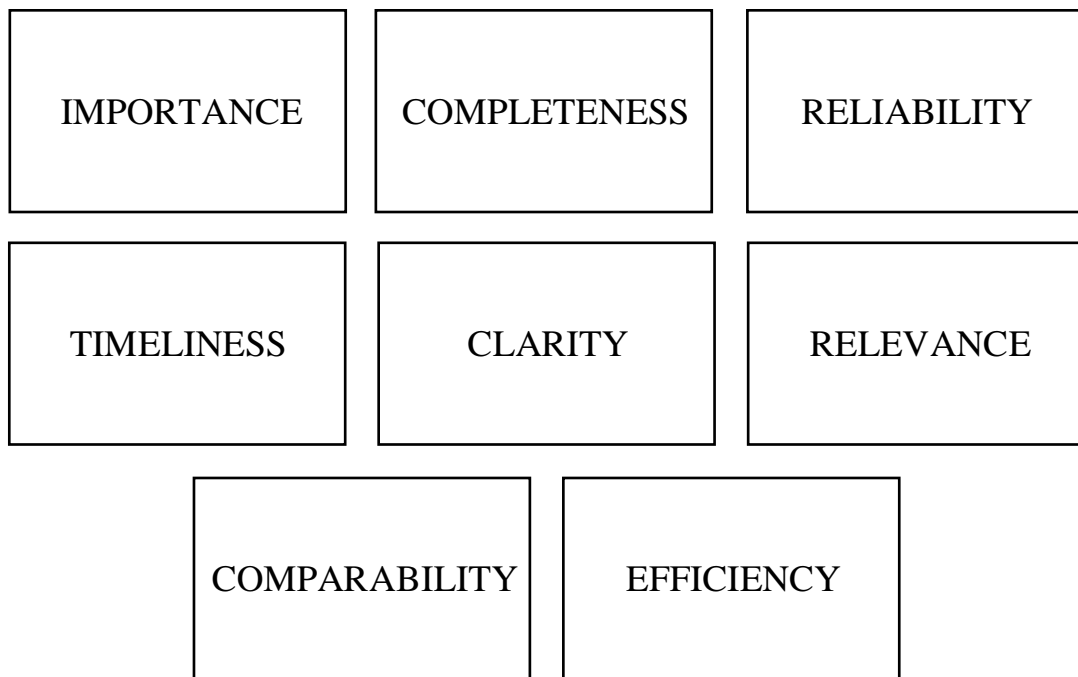 IMPORTANCE
COMPLETENESS
RELIABILITY
TIMELINESS
CLARITY
RELEVANCE
COMPARABILITY
EFFICIENCY